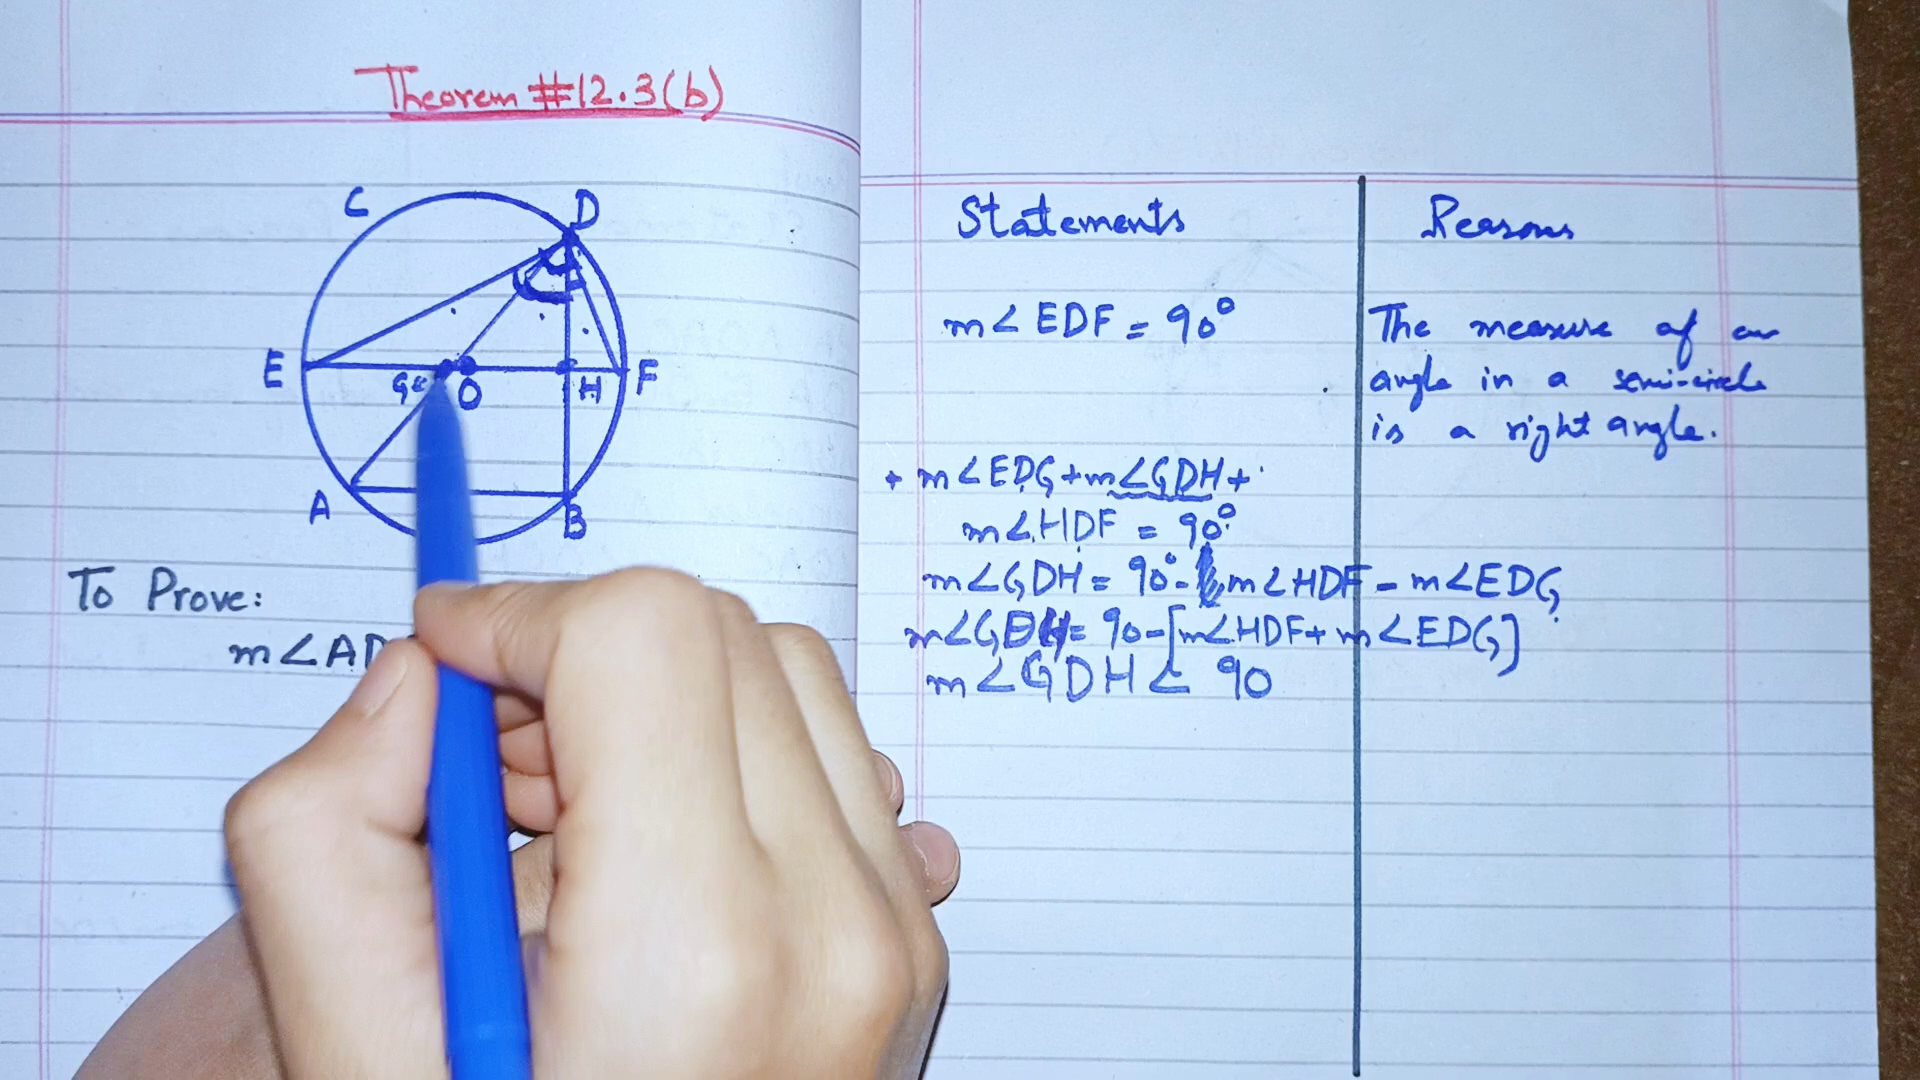 Theorem #12.3(b)
C
D
E
G
O
H
F
A
B
To Prove:
m∠AD
Statements
Reasons
m∠EDF = 90°
The measure of an
angle in a semi-circle
is a right angle.
+ m∠EDG + m∠GDH +
m∠HDF = 90°
m∠GDH = 90° - m∠HDF - m∠EDG
m∠GDH = 90 - [m∠HDF + m∠EDG]
m∠GDH < 90